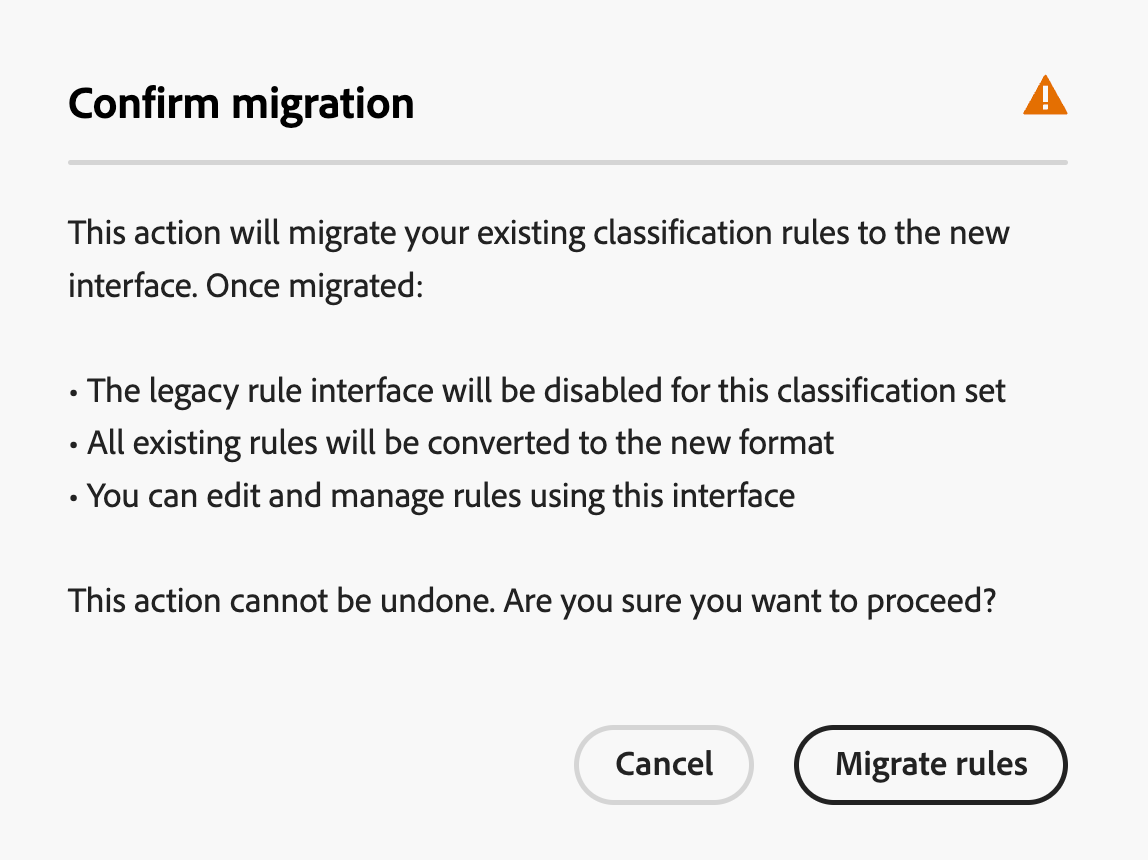 Confirm migration
This action will migrate your existing classification rules to the new
interface. Once migrated:
• The legacy rule interface will be disabled for this classification set
• All existing rules will be converted to the new format
• You can edit and manage rules using this interface
This action cannot be undone. Are you sure you want to proceed?
Cancel
Migrate rules